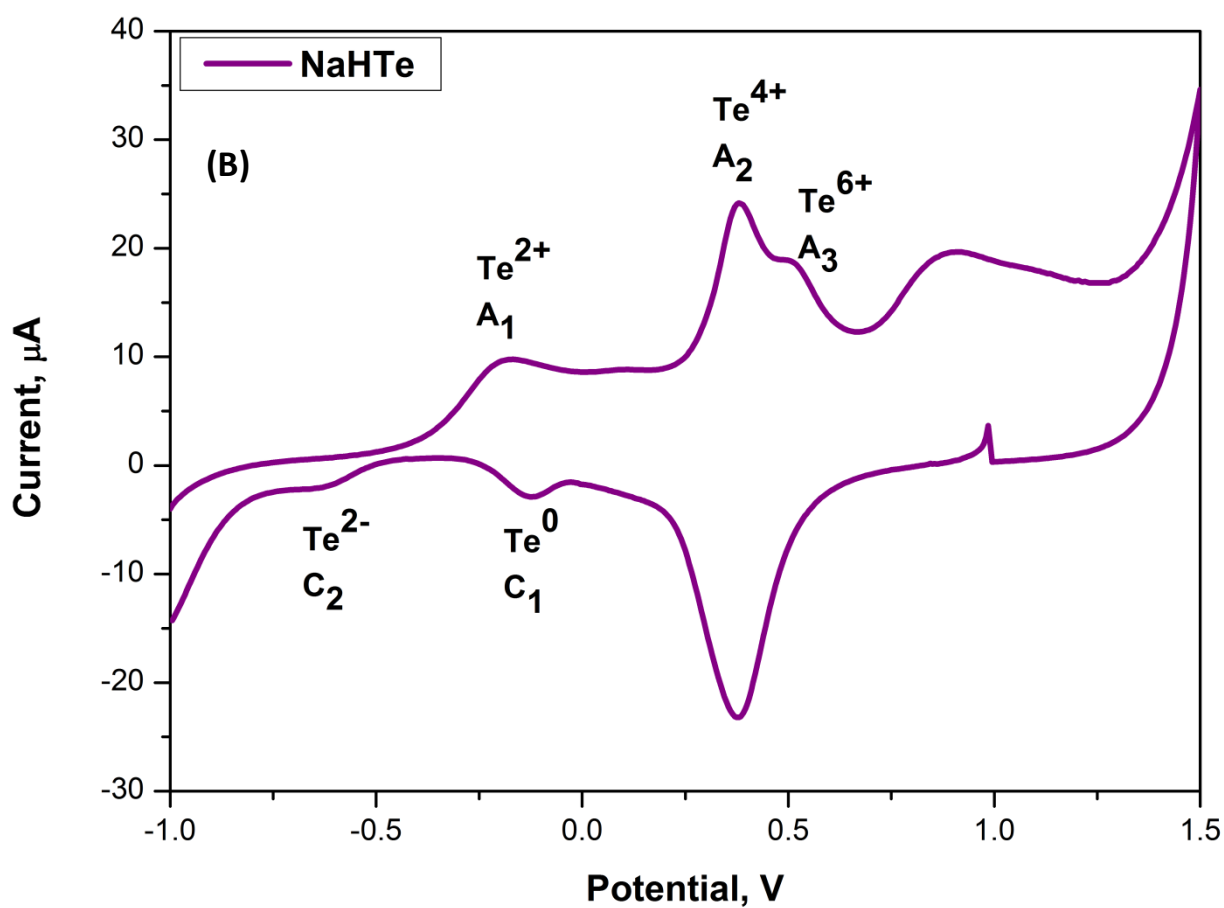 NaHTe
(B)
Te4+
A2
Te6+
A3
Te2+
A1
Te2-
C2
Te0
C1
Current, μA
40
30
20
10
0
-10
-20
-30
-1.0 -0.5 0.0 0.5 1.0 1.5
Potential, V